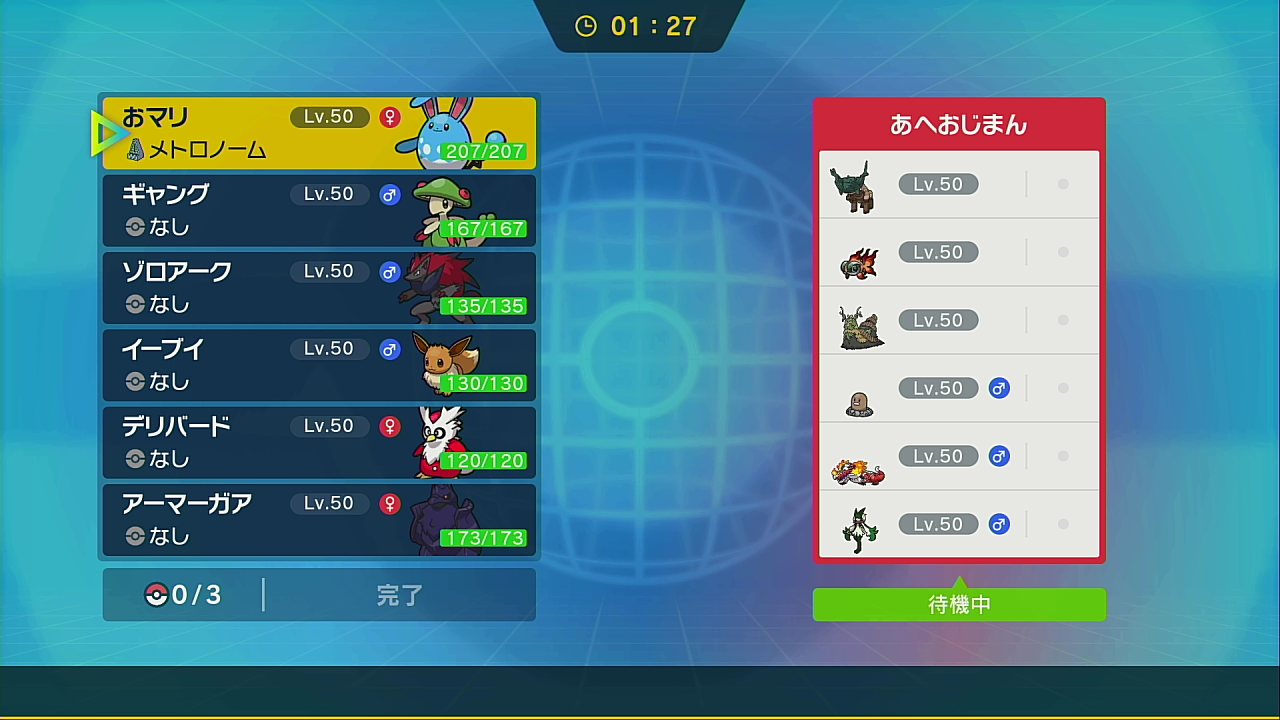 01:27
おマリ Lv.50 ♀
メトロノーム 207/207
ギャング Lv.50 ♂
なし 167/167
ゾロアーク Lv.50 ♂
なし 135/135
イーブイ Lv.50 ♂
なし 130/130
デリバード Lv.50 ♀
なし 120/120
アーマーガア Lv.50 ♀
なし 173/173
0/3 完了
あへおじまん
Lv.50
Lv.50
Lv.50
Lv.50 ♂
Lv.50 ♂
Lv.50 ♂
待機中